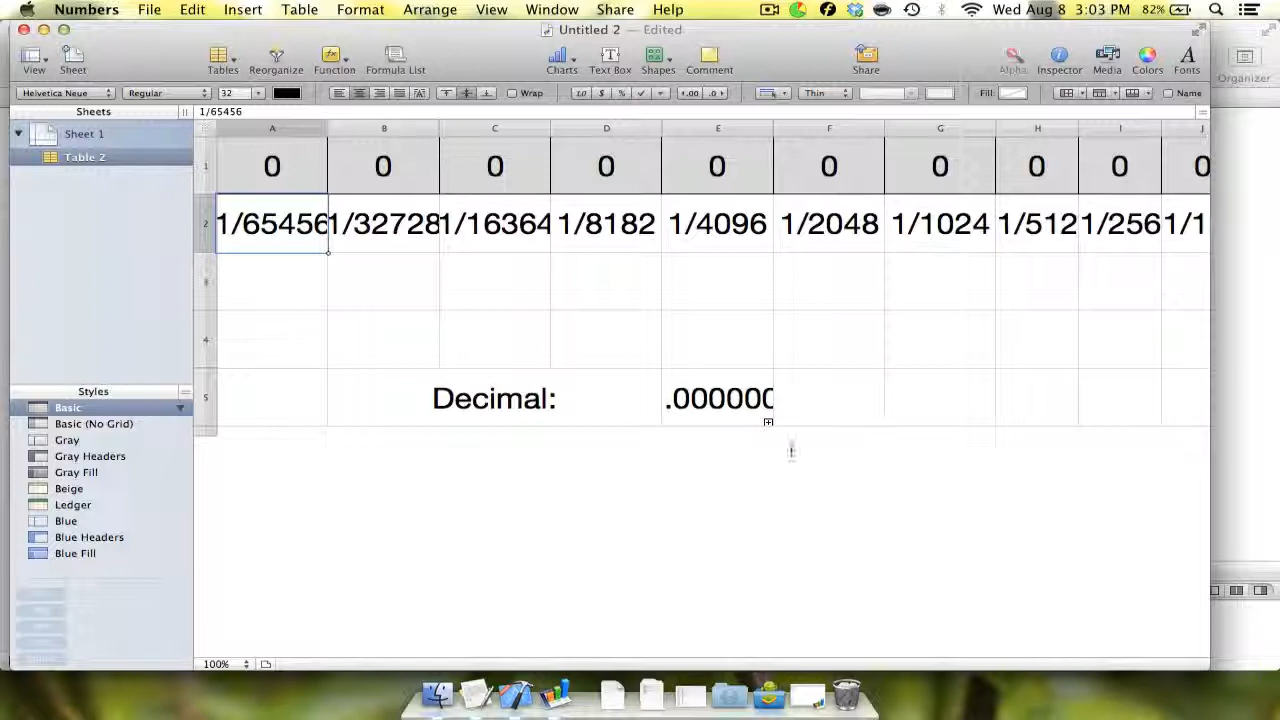 Numbers File Edit Insert Table Format Arrange View Window Share Help Wed Aug 8 3:03 PM 82%
Untitled 2 — Edited
View Sheet Tables Reorganize Function Formula List Charts Text Box Shapes Comment Share Alpha Inspector Media Colors Fonts Organizer
Helvetica Neue Regular 32 Wrap 1.0 $ % .00 .0 Thin Fill: Name
Sheets 1/65456
Sheet 1
Table 2
A B C D E F G H I J
1 0 0 0 0 0 0 0 0 0 0
2 1/65456 1/32728 1/16364 1/8182 1/4096 1/2048 1/1024 1/512 1/256 1/1
3
4
5 Decimal: .000000
Styles
Basic
Basic (No Grid)
Gray
Gray Headers
Gray Fill
Beige
Ledger
Blue
Blue Headers
Blue Fill
100%